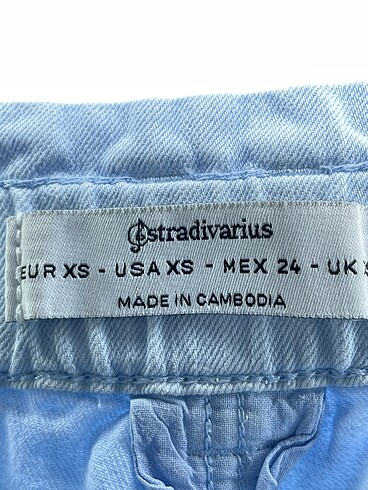 Stradivarius
EUR XS - USA XS - MEX 24 - UK
MADE IN CAMBODIA